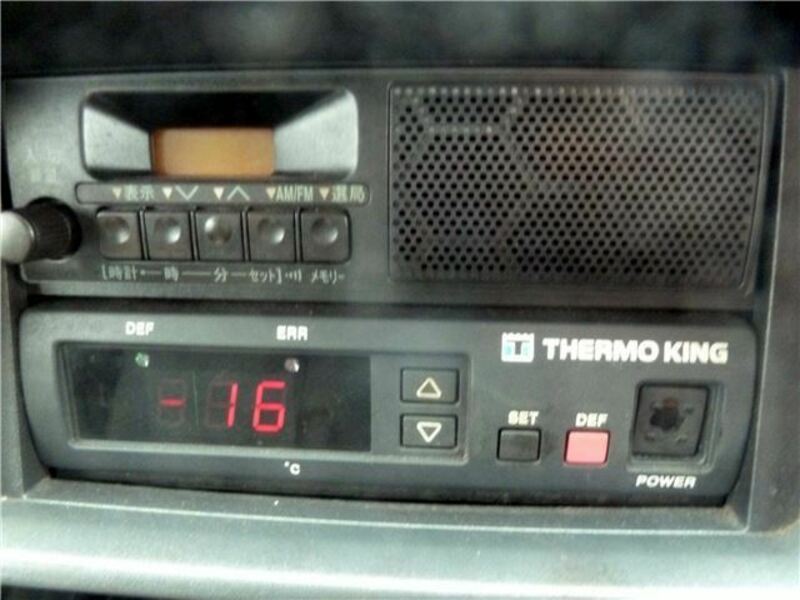 表示 AM/FM 選局
[時計 時 分 セット] メモリー
DEF ERR
THERMO KING
-16
SET DEF
°C
POWER